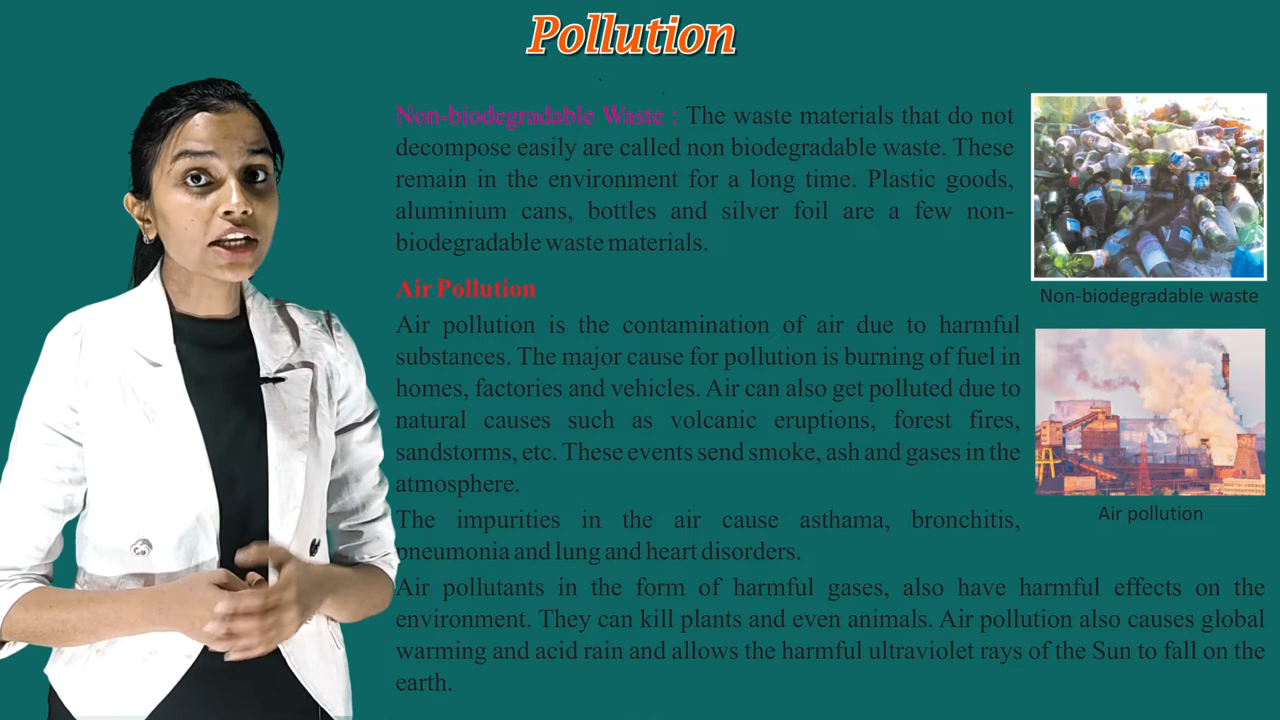 Pollution
Non-biodegradable Waste : The waste materials that do not
decompose easily are called non biodegradable waste. These
remain in the environment for a long time. Plastic goods,
aluminium cans, bottles and silver foil are a few non-
biodegradable waste materials.
Non-biodegradable waste
Air Pollution
Air pollution is the contamination of air due to harmful
substances. The major cause for pollution is burning of fuel in
homes, factories and vehicles. Air can also get polluted due to
natural causes such as volcanic eruptions, forest fires,
sandstorms, etc. These events send smoke, ash and gases in the
atmosphere.
Air pollution
The impurities in the air cause asthama, bronchitis,
pneumonia and lung and heart disorders.
Air pollutants in the form of harmful gases, also have harmful effects on the
environment. They can kill plants and even animals. Air pollution also causes global
warming and acid rain and allows the harmful ultraviolet rays of the Sun to fall on the
earth.